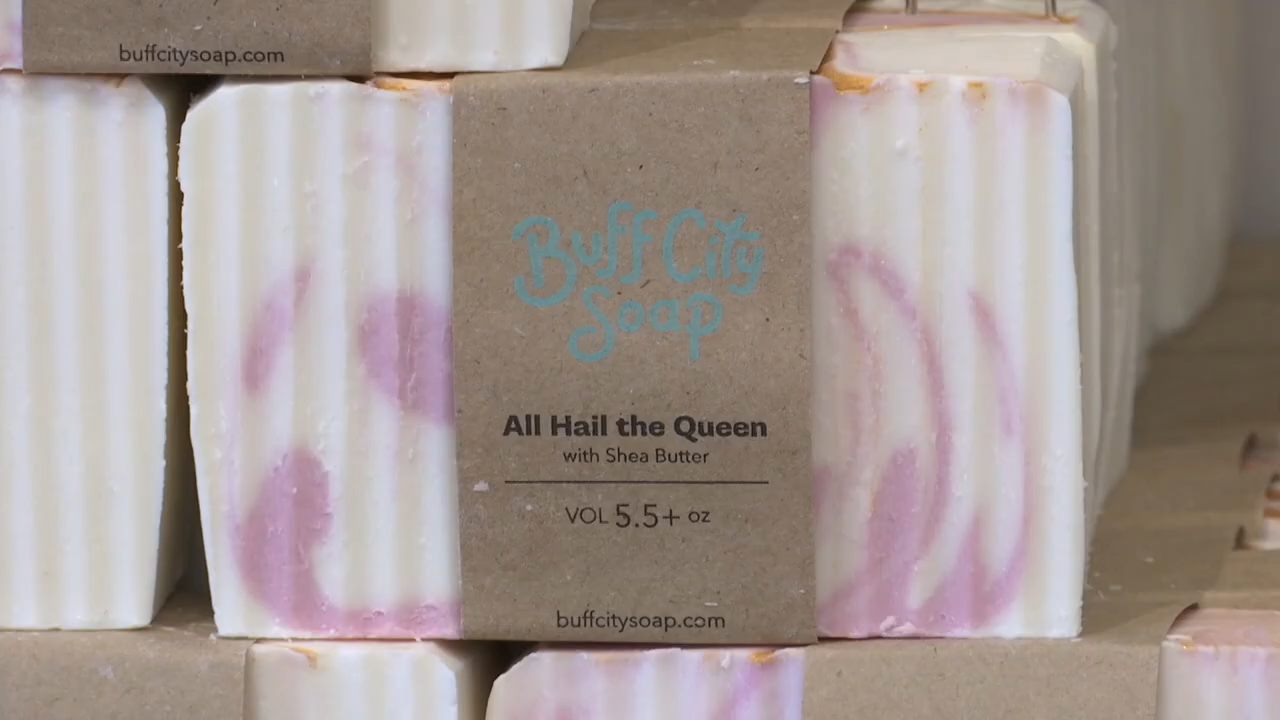 buffcitysoap.com
Buff City
Soap
All Hail the Queen
with Shea Butter
VOL 5.5+ oz
buffcitysoap.com